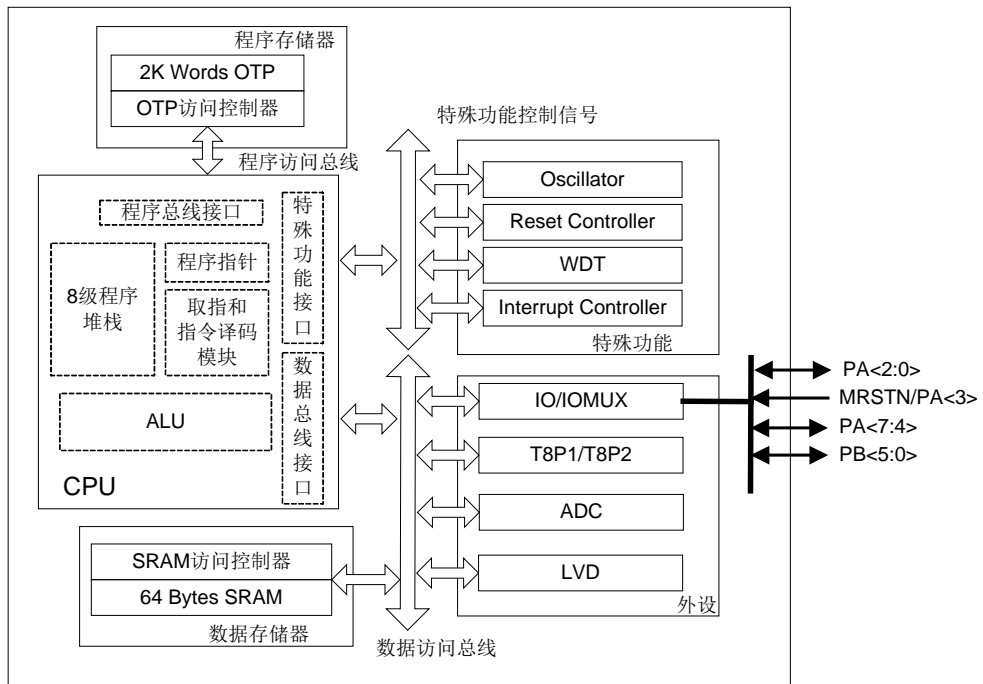 程序存储器
2K Words OTP
OTP访问控制器
程序访问总线
特殊功能控制信号
程序总线接口
特殊功能接口
8级程序
堆栈
程序指针
取指和
指令译码
模块
数据总线接口
ALU
CPU
Oscillator
Reset Controller
WDT
Interrupt Controller
特殊功能
IO/IOMUX
T8P1/T8P2
ADC
LVD
外设
PA<2:0>
MRSTN/PA<3>
PA<7:4>
PB<5:0>
SRAM访问控制器
64 Bytes SRAM
数据存储器
数据访问总线